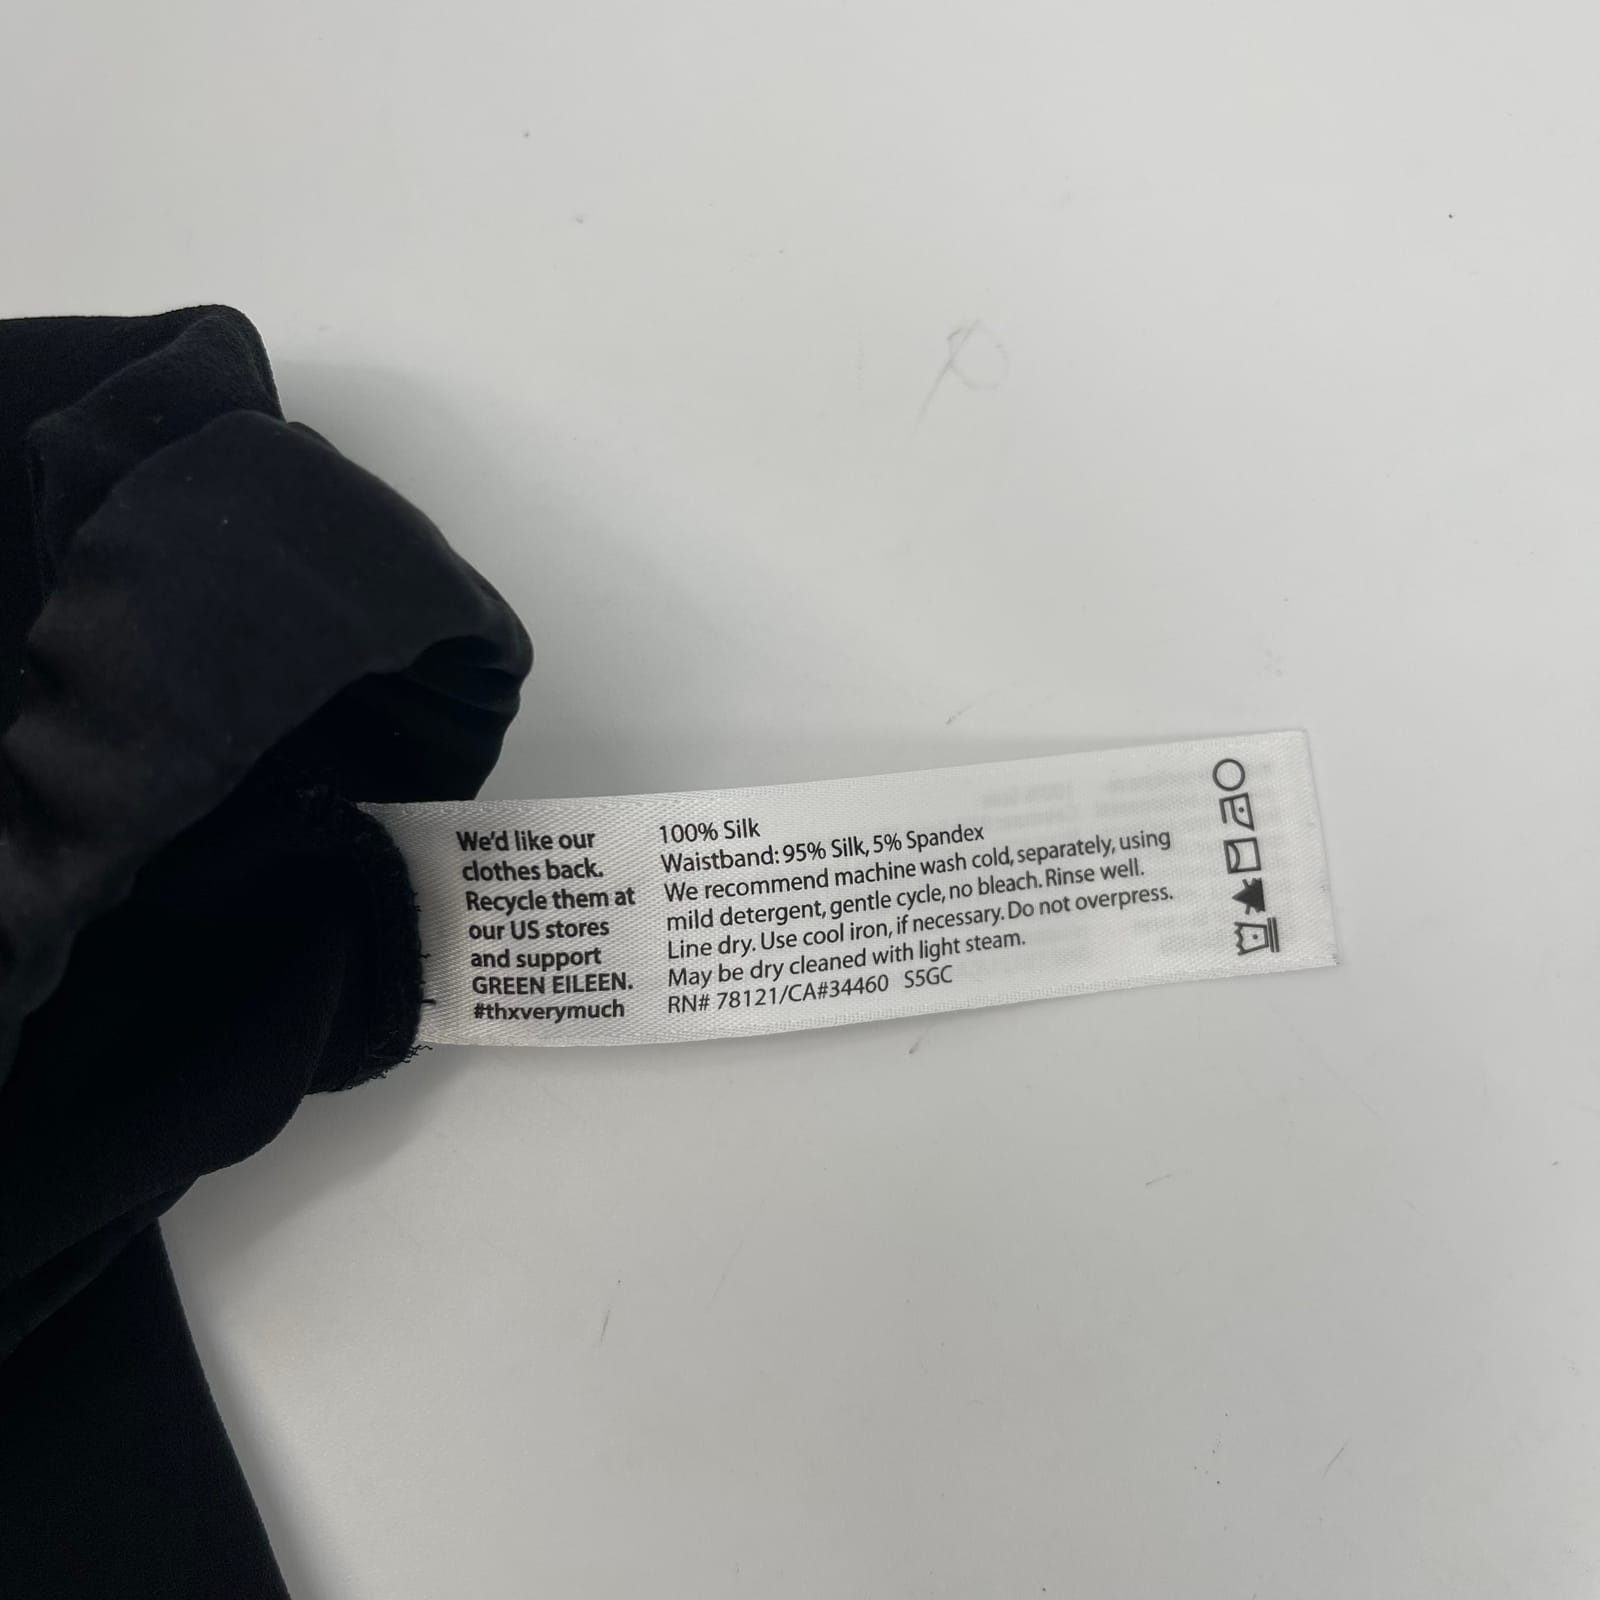 We'd like our
clothes back.
Recycle them at
our US stores
and support
GREEN EILEEN.
#thxverymuch
100% Silk
Waistband: 95% Silk, 5% Spandex
We recommend machine wash cold, separately, using
mild detergent, gentle cycle, no bleach. Rinse well.
Line dry. Use cool iron, if necessary. Do not overpress.
May be dry cleaned with light steam.
RN# 78121/CA#34460 S5GC